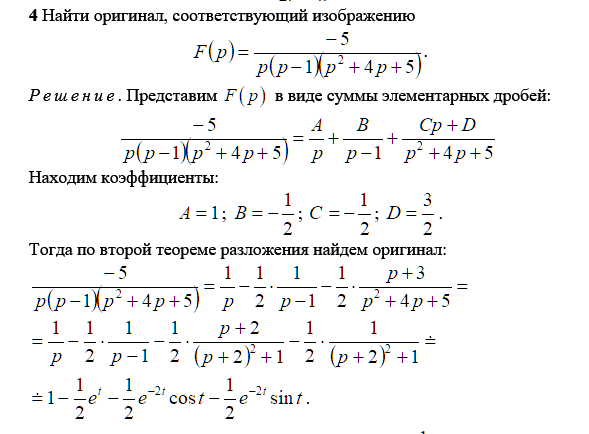 4 Найти оригинал, соответствующий изображению
F(p) = \frac{-5}{p(p-1)(p^2+4p+5)}.
Решение. Представим F(p) в виде суммы элементарных дробей:
\frac{-5}{p(p-1)(p^2+4p+5)} = \frac{A}{p} + \frac{B}{p-1} + \frac{Cp+D}{p^2+4p+5}
Находим коэффициенты:
A = 1; B = -\frac{1}{2}; C = -\frac{1}{2}; D = \frac{3}{2}.
Тогда по второй теореме разложения найдем оригинал:
\frac{-5}{p(p-1)(p^2+4p+5)} = \frac{1}{p} - \frac{1}{2} \cdot \frac{1}{p-1} - \frac{1}{2} \cdot \frac{p+3}{p^2+4p+5} =
= \frac{1}{p} - \frac{1}{2} \cdot \frac{1}{p-1} - \frac{1}{2} \cdot \frac{p+2}{(p+2)^2+1} - \frac{1}{2} \cdot \frac{1}{(p+2)^2+1} ≑
≑ 1 - \frac{1}{2}e^t - \frac{1}{2}e^{-2t} cos t - \frac{1}{2}e^{-2t} sin t.